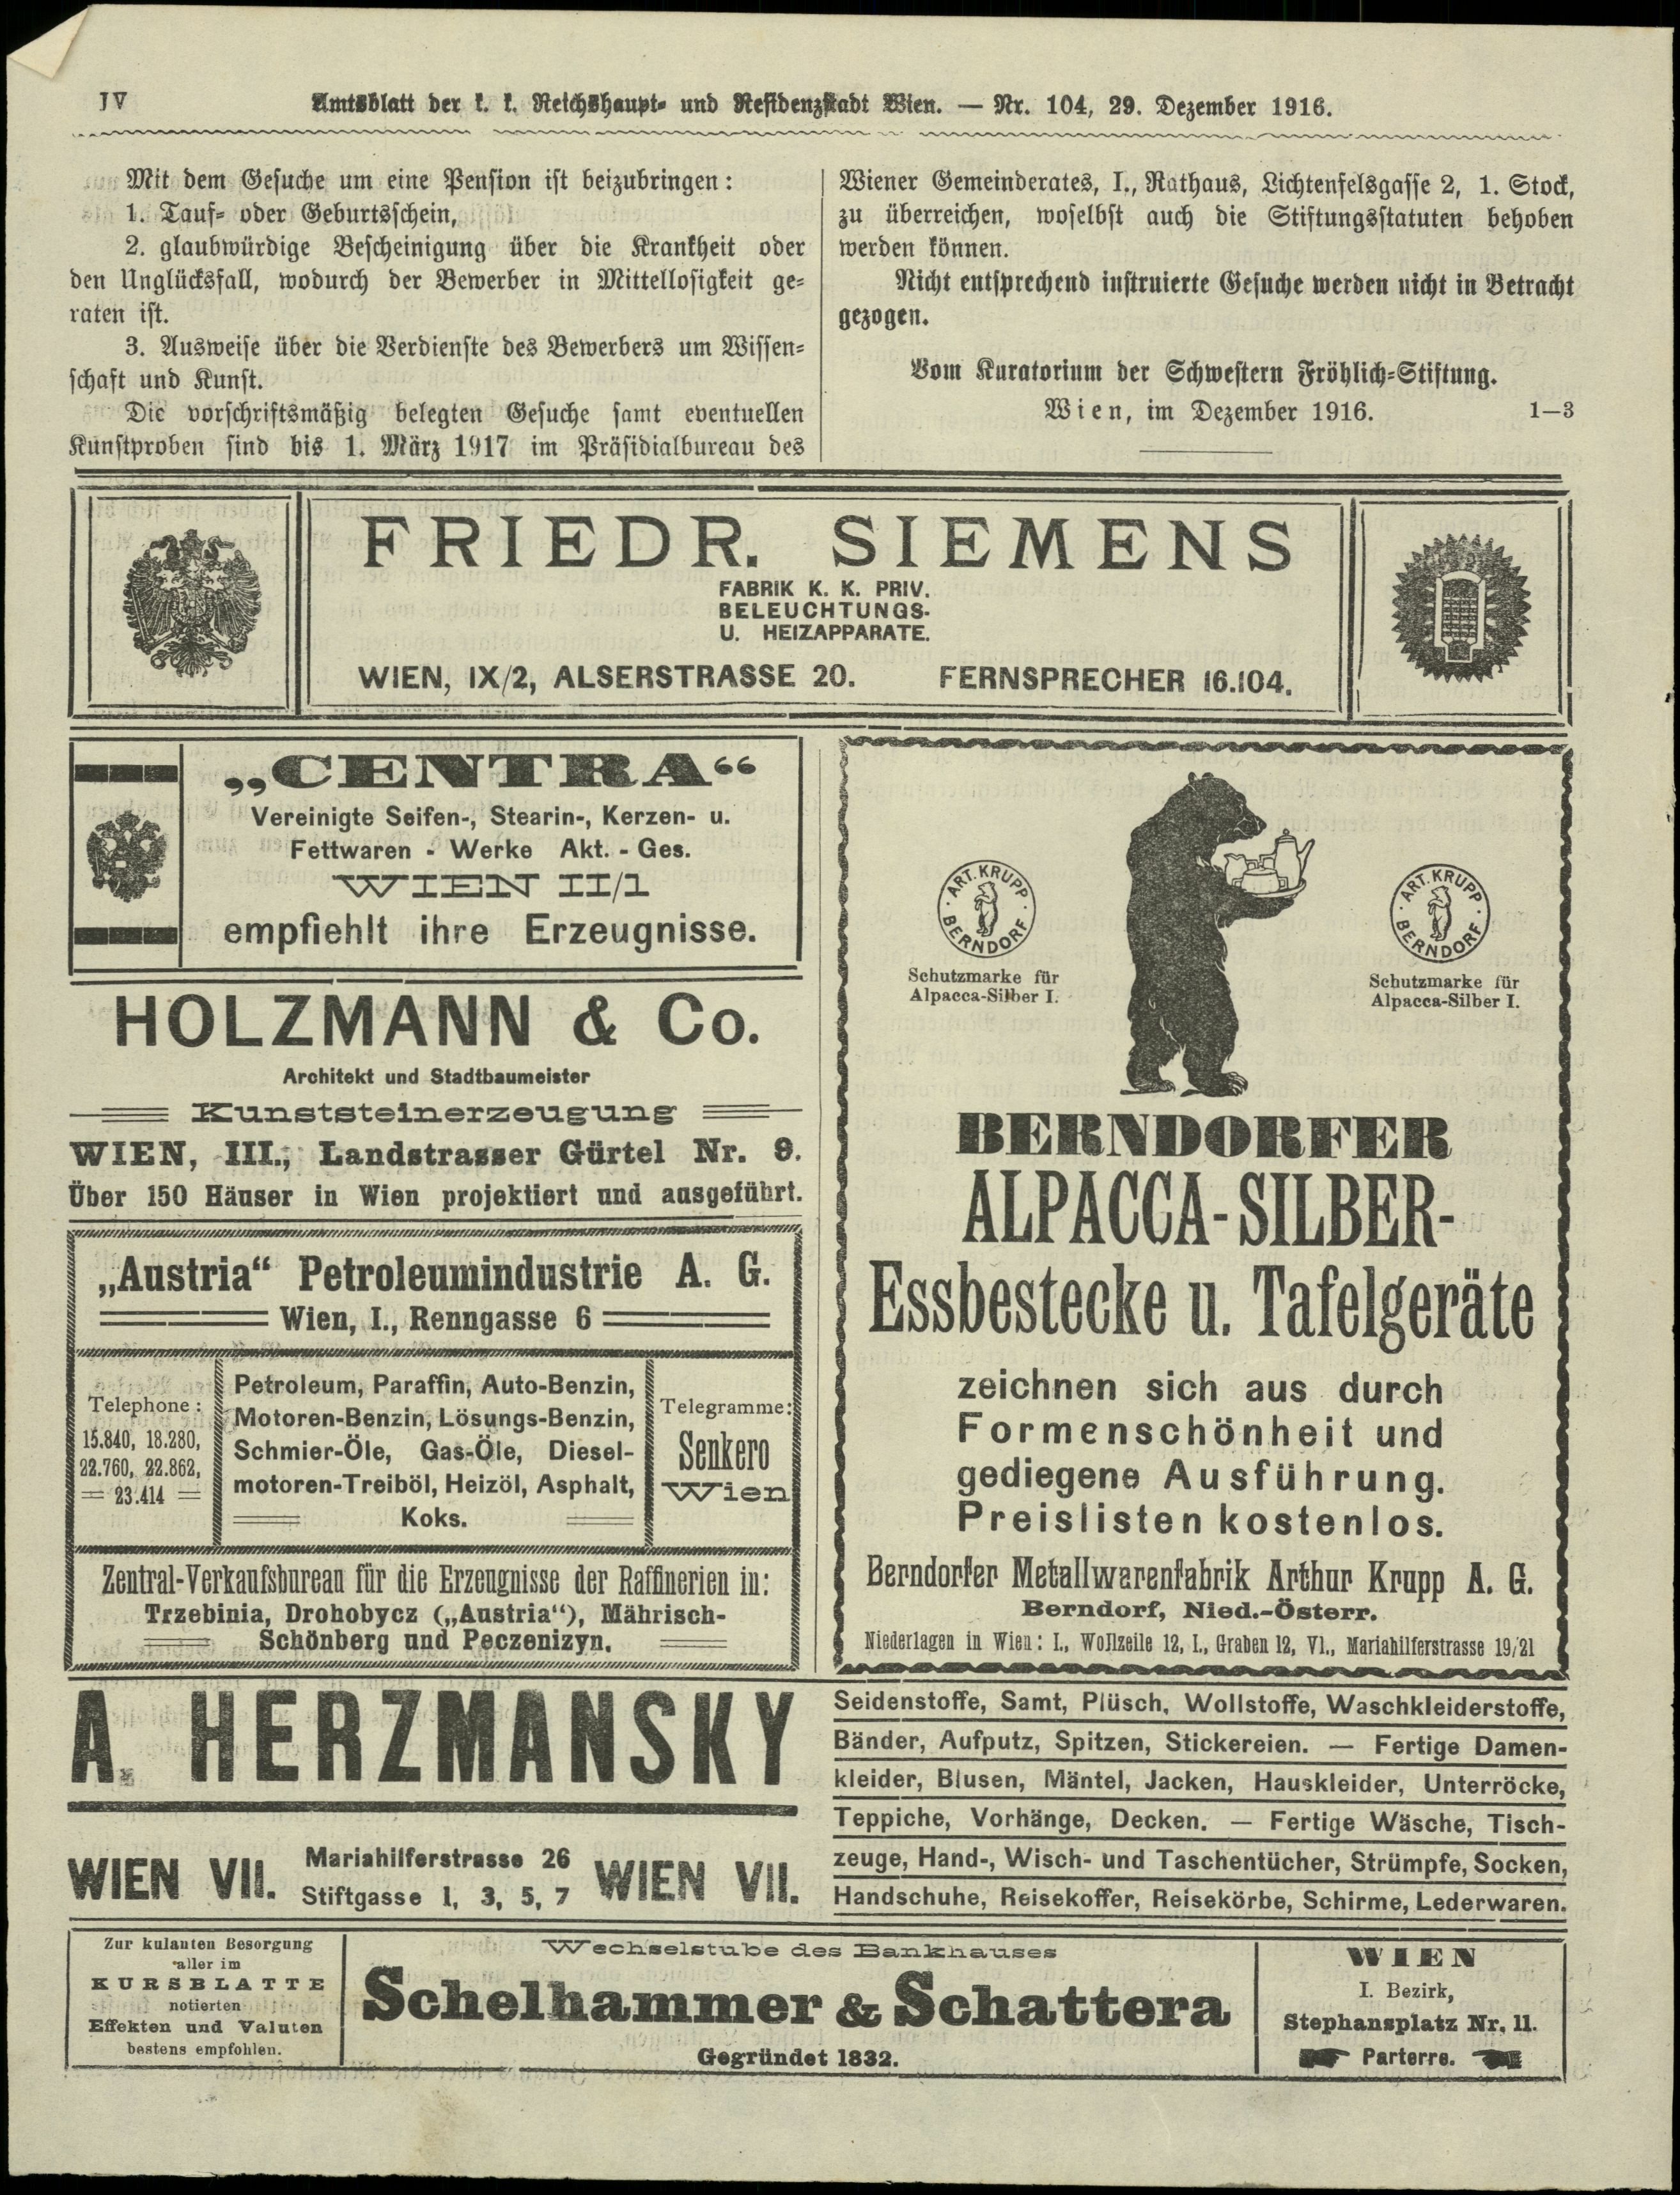 IV
Amtsblatt der k. k. Reichshaupt- und Residenzstadt Wien. — Nr. 104, 29. Dezember 1916.
Mit dem Gesuche um eine Pension ist beizubringen:
1. Tauf- oder Geburtsschein,
2. glaubwürdige Bescheinigung über die Krankheit oder
den Unglücksfall, wodurch der Bewerber in Mittellosigkeit ge-
raten ist.
3. Ausweise über die Verdienste des Bewerbers um Wissen-
schaft und Kunst.
Die vorschriftsmäßig belegten Gesuche samt eventuellen
Kunstproben sind bis 1. März 1917 im Präsidialbureau des
Wiener Gemeinderates, I., Rathaus, Lichtenfelsgasse 2, 1. Stock,
zu überreichen, woselbst auch die Stiftungsstatuten behoben
werden können.
Nicht entsprechend instruierte Gesuche werden nicht in Betracht
gezogen.
Vom Kuratorium der Schwestern Fröhlich-Stiftung.
Wien, im Dezember 1916. 1—3
FRIEDR. SIEMENS
FABRIK K. K. PRIV.
BELEUCHTUNGS-
U. HEIZAPPARATE.
WIEN, IX/2, ALSERSTRASSE 20. FERNSPRECHER 16.104.
„CENTRA“
Vereinigte Seifen-, Stearin-, Kerzen- u.
Fettwaren - Werke Akt. - Ges.
WIEN II/1
empfiehlt ihre Erzeugnisse.
HOLZMANN & Co.
Architekt und Stadtbaumeister
Kunststeinerzeugung
WIEN, III., Landstrasser Gürtel Nr. 9.
Über 150 Häuser in Wien projektiert und ausgeführt.
„Austria“ Petroleumindustrie A. G.
Wien, I., Renngasse 6
Telephone:
15.840, 18.280,
22.760, 22.862,
23.414
Petroleum, Paraffin, Auto-Benzin,
Motoren-Benzin, Lösungs-Benzin,
Schmier-Öle, Gas-Öle, Diesel-
motoren-Treiböl, Heizöl, Asphalt,
Koks.
Telegramme:
Senkero
Wien
Zentral-Verkaufsbureau für die Erzeugnisse der Raffinerien in:
Trzebinia, Drohobycz („Austria“), Mährisch-
Schönberg und Peczenizyn.
ART. KRUPP
BERNDORF
Schutzmarke für
Alpacca-Silber I.
ART. KRUPP
BERNDORF
Schutzmarke für
Alpacca-Silber I.
BERNDORFER
ALPACCA-SILBER-
Essbestecke u. Tafelgeräte
zeichnen sich aus durch
Formenschönheit und
gediegene Ausführung.
Preislisten kostenlos.
Berndorfer Metallwarenfabrik Arthur Krupp A. G.
Berndorf, Nied.-Österr.
Niederlagen in Wien: I., Wollzeile 12, I., Graben 12, VI., Mariahilferstrasse 19/21
A. HERZMANSKY
WIEN VII. Mariahilferstrasse 26
Stiftgasse 1, 3, 5, 7 WIEN VII.
Seidenstoffe, Samt, Plüsch, Wollstoffe, Waschkleiderstoffe,
Bänder, Aufputz, Spitzen, Stickereien. — Fertige Damen-
kleider, Blusen, Mäntel, Jacken, Hauskleider, Unterröcke,
Teppiche, Vorhänge, Decken. — Fertige Wäsche, Tisch-
zeuge, Hand-, Wisch- und Taschentücher, Strümpfe, Socken,
Handschuhe, Reisekoffer, Reisekörbe, Schirme, Lederwaren.
Zur kulanten Besorgung
aller im
KURSBLATTE
notierten
Effekten und Valuten
bestens empfohlen.
Wechselstube des Bankhauses
Schelhammer & Schattera
Gegründet 1832.
WIEN
I. Bezirk,
Stephansplatz Nr. 11.
Parterre.